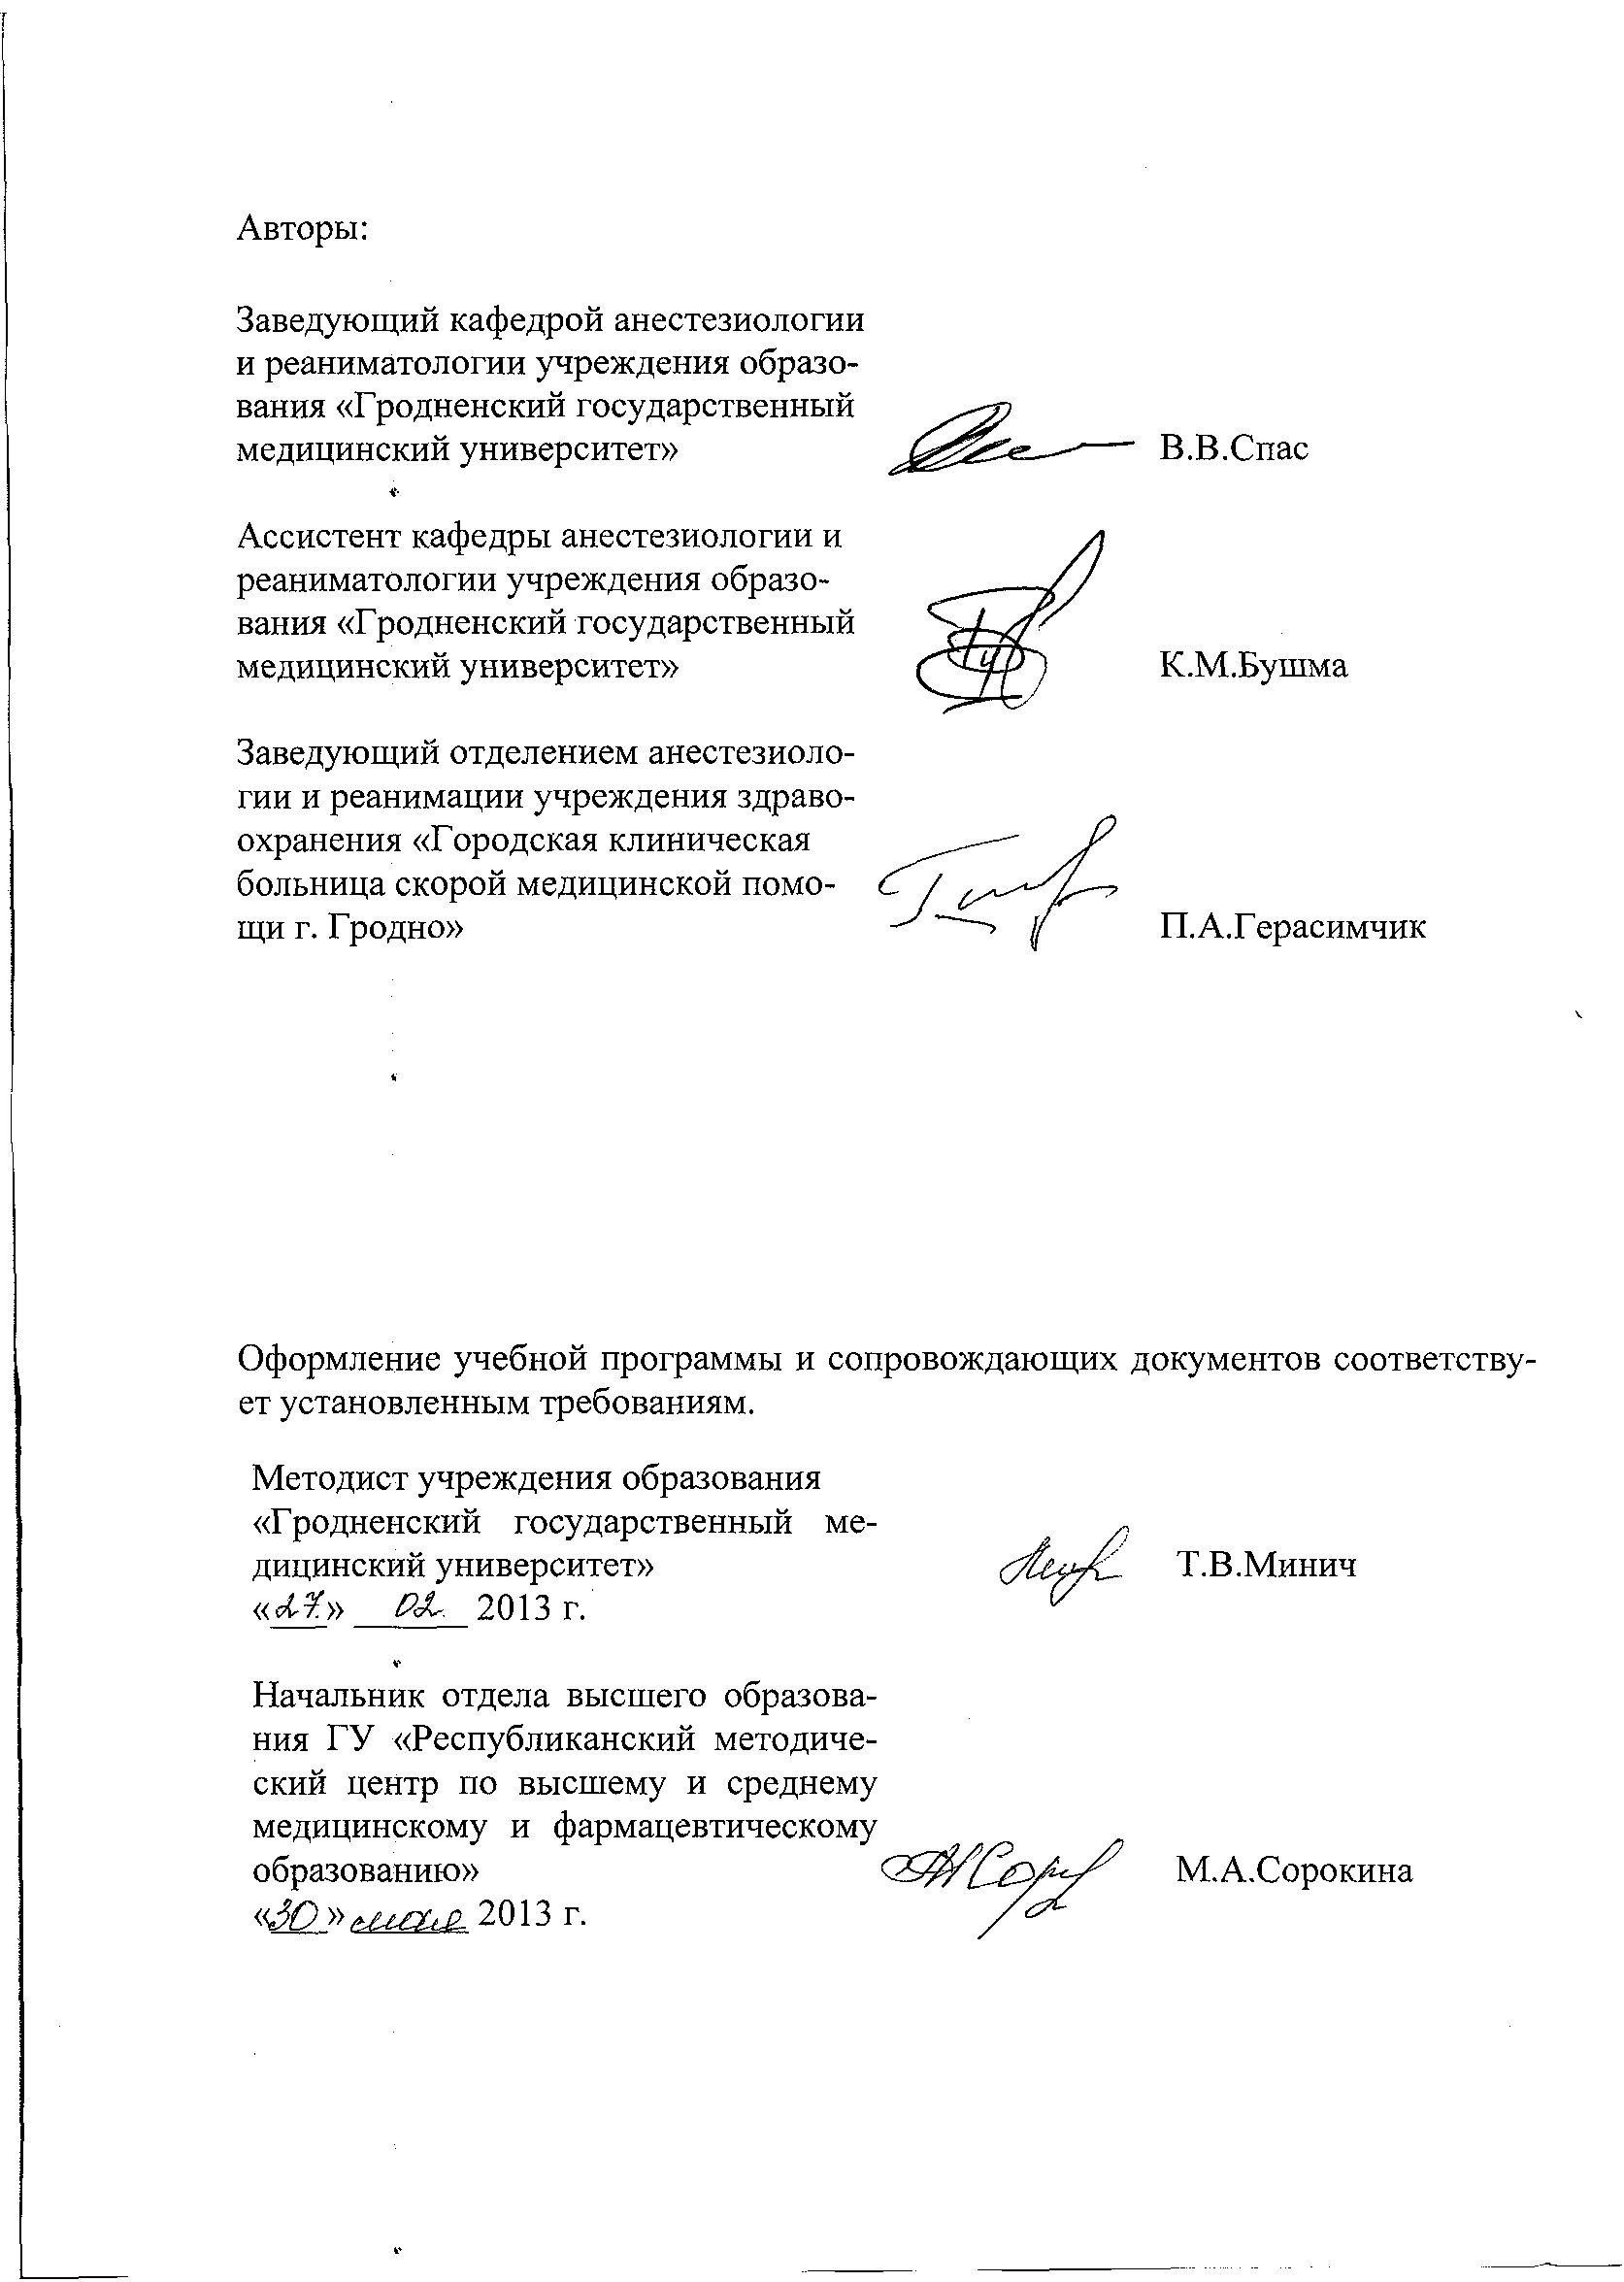 Авторы:
Заведующий кафедрой анестезиологии
и реаниматологии учреждения образо-
вания «Гродненский государственный
медицинский университет»
В.В.Спас
Ассистент кафедры анестезиологии и
реаниматологии учреждения образо-
вания «Гродненский государственный
медицинский университет»
К.М.Бушма
Заведующий отделением анестезиоло-
гии и реанимации учреждения здраво-
охранения «Городская клиническая
больница скорой медицинской помо-
щи г. Гродно»
П.А.Герасимчик
Оформление учебной программы и сопровождающих документов соответству-
ет установленным требованиям.
Методист учреждения образования
«Гродненский государственный ме-
дицинский университет»
Т.В.Минич
«27.» 02. 2013 г.
Начальник отдела высшего образова-
ния ГУ «Республиканский методиче-
ский центр по высшему и среднему
медицинскому и фармацевтическому
образованию»
М.А.Сорокина
«30» мая 2013 г.